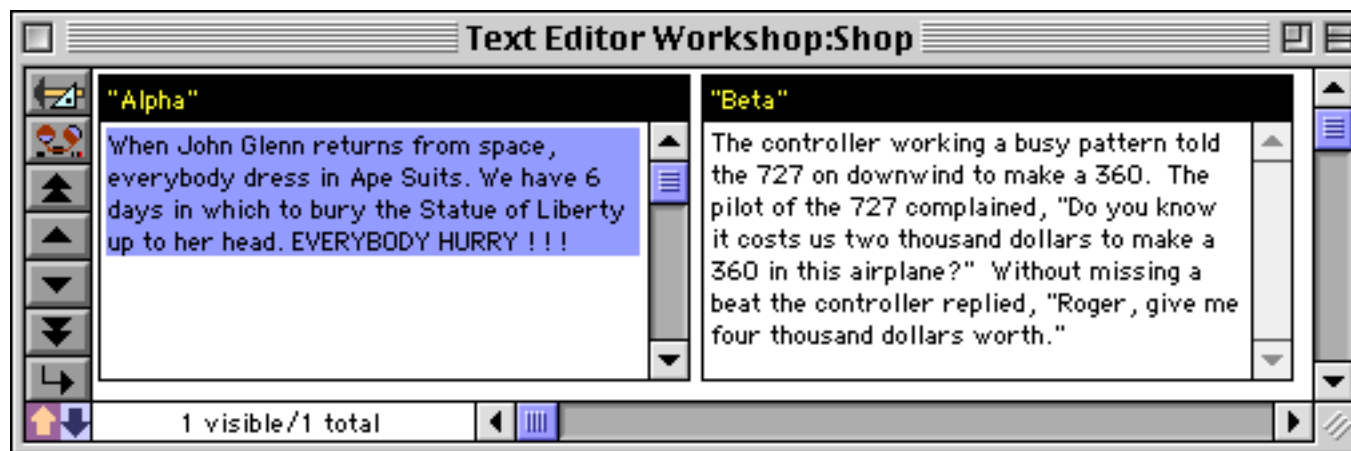 Text Editor Workshop:Shop
"Alpha"
When John Glenn returns from space,
everybody dress in Ape Suits. We have 6
days in which to bury the Statue of Liberty
up to her head. EVERYBODY HURRY ! ! !
"Beta"
The controller working a busy pattern told
the 727 on downwind to make a 360.  The
pilot of the 727 complained, "Do you know
it costs us two thousand dollars to make a
360 in this airplane?"  Without missing a
beat the controller replied, "Roger, give me
four thousand dollars worth."
1 visible/1 total